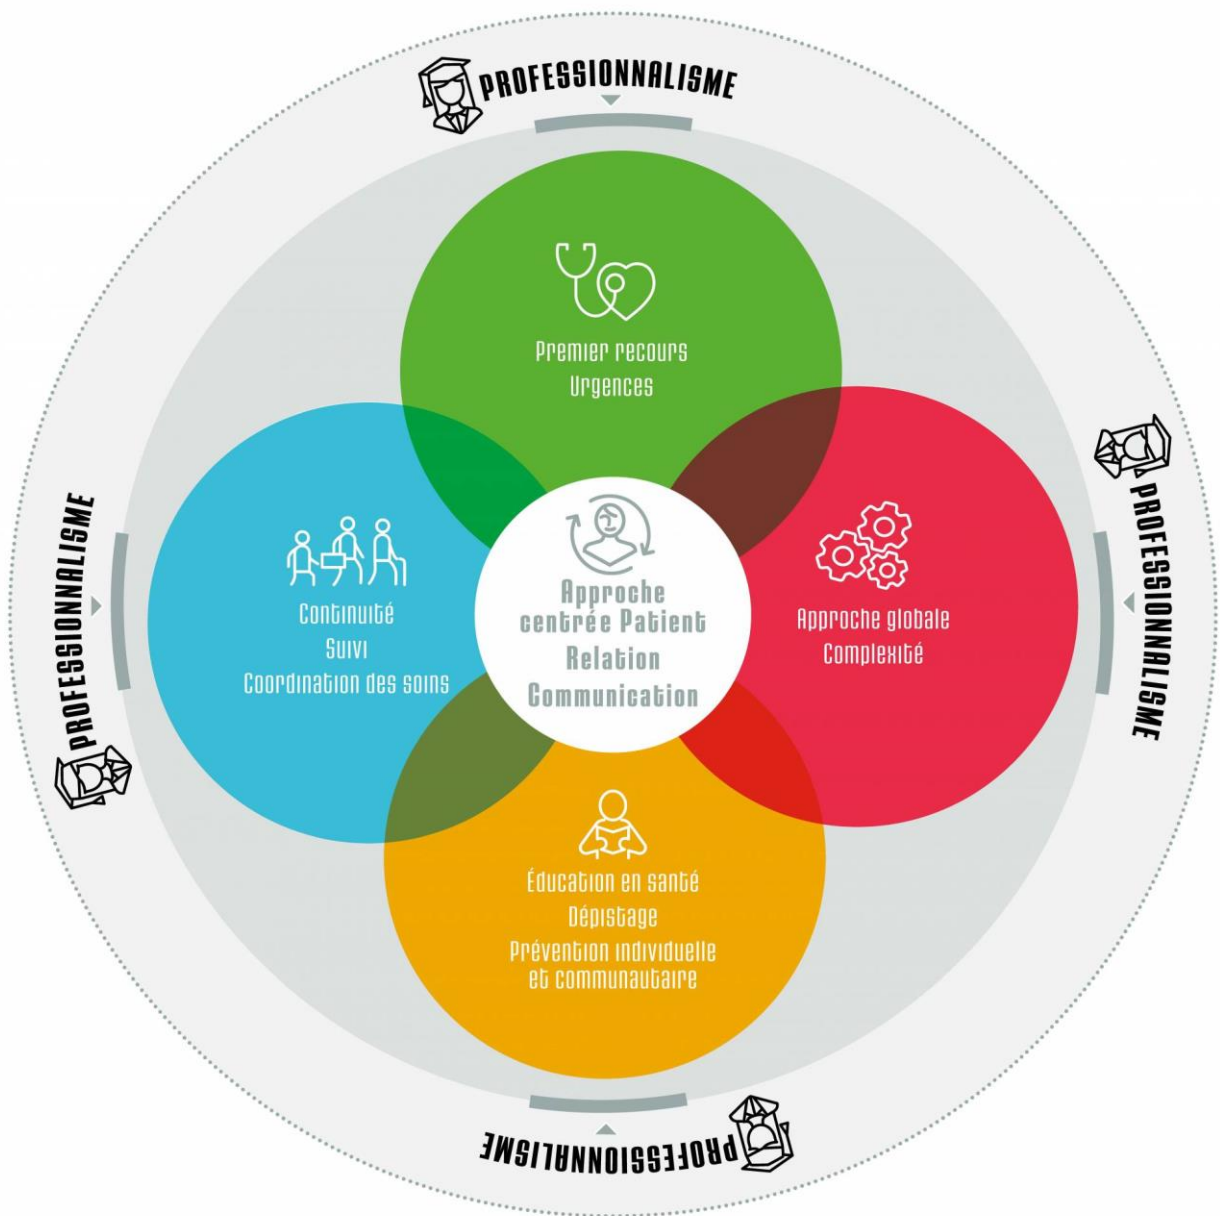 PROFESSIONNALISME
Premier recours
Urgences
PROFESSIONNALISME
Continuité
Suivi
Coordination des soins
Approche
centrée Patient
Relation
Communication
Approche globale
Complexité
PROFESSIONNALISME
Éducation en santé
Dépistage
Prévention individuelle
et communautaire
PROFESSIONNALISME